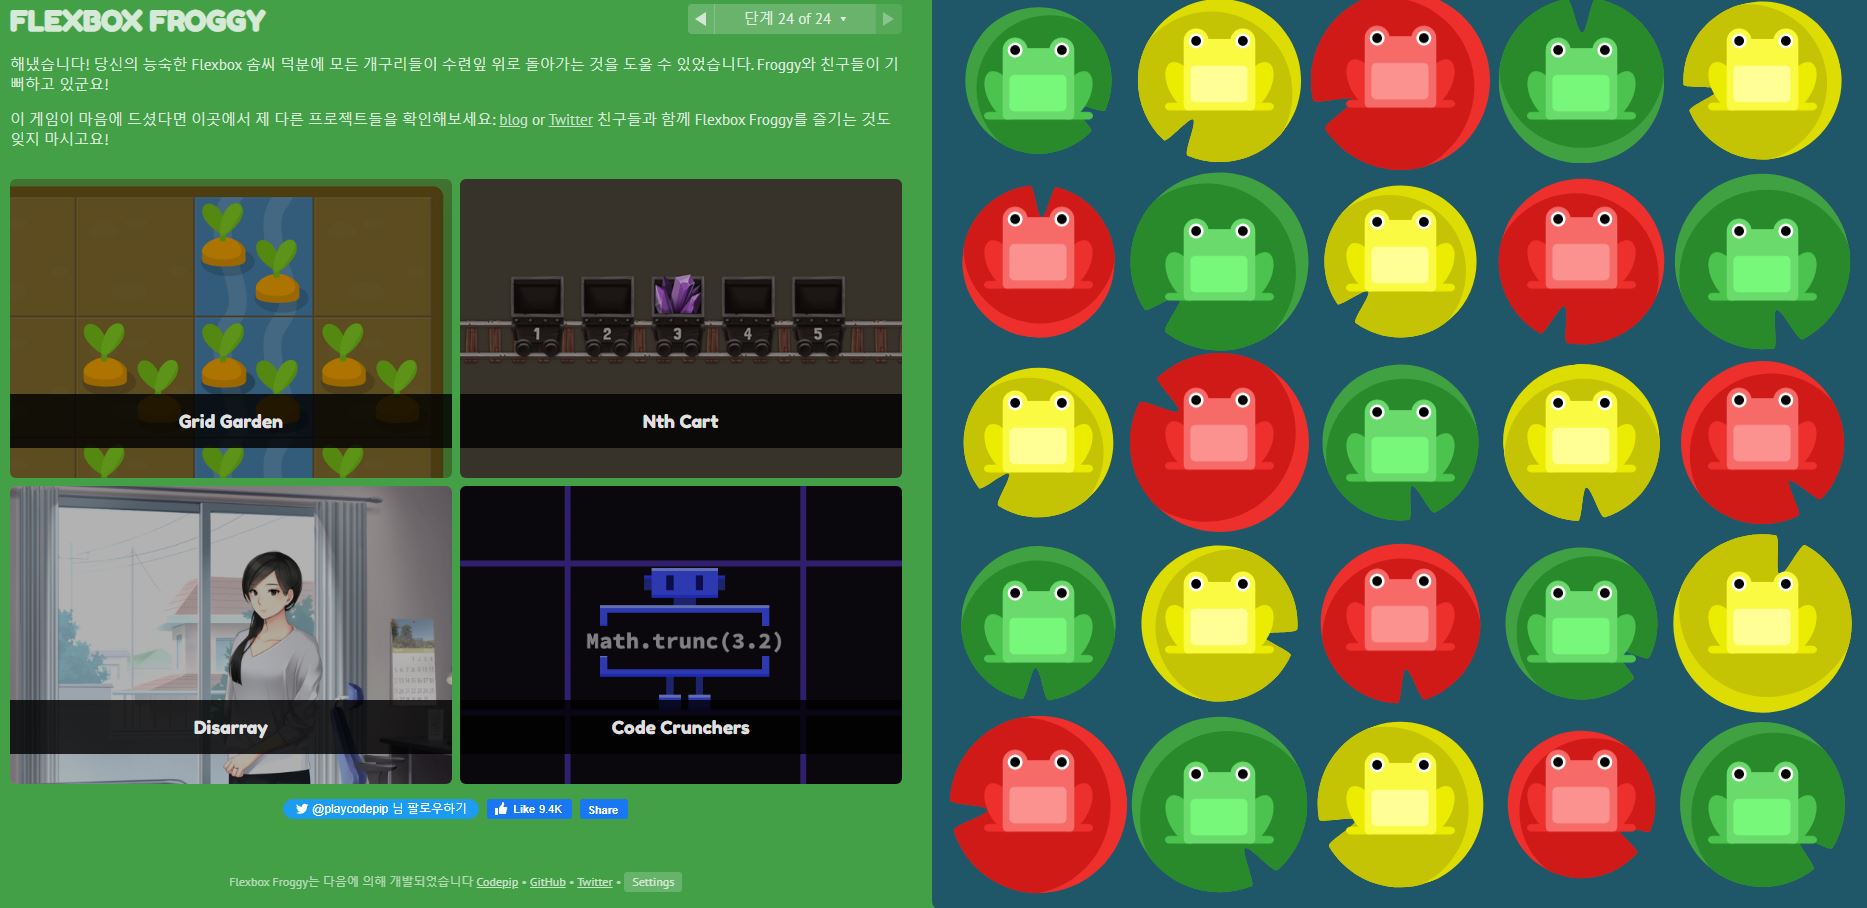 FLEXBOX FROGGY
단계 24 of 24
해냈습니다! 당신의 능숙한 Flexbox 솜씨 덕분에 모든 개구리들이 수련잎 위로 돌아가는 것을 도울 수 있었습니다. Froggy와 친구들이 기
뻐하고 있군요!
이 게임이 마음에 드셨다면 이곳에서 제 다른 프로젝트들을 확인해보세요: blog or Twitter 친구들과 함께 Flexbox Froggy를 즐기는 것도
잊지 마시고요!
1 2 3 4 5
Grid Garden
Nth Cart
Math.trunc(3.2)
Disarray
Code Crunchers
@playcodepip 님 팔로우하기
Like 9.4K
Share
Flexbox Froggy는 다음에 의해 개발되었습니다 Codepip • GitHub • Twitter • Settings